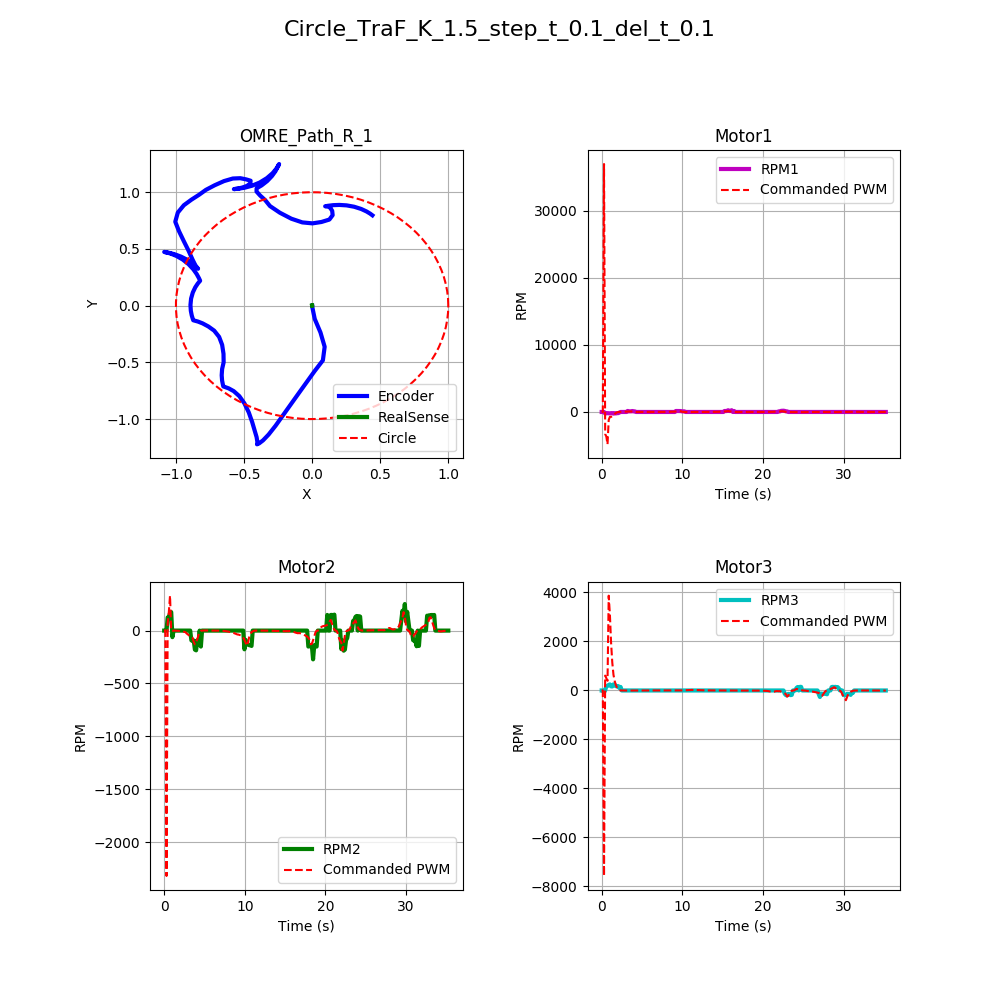 Circle_TraF_K_1.5_step_t_0.1_del_t_0.1
OMRE_Path_R_1
1.0
0.5
0.0
−0.5
−1.0
Y
−1.0
−0.5
0.0
0.5
1.0
X
Encoder
RealSense
Circle
Motor1
30000
20000
10000
0
RPM
0
10
20
30
Time (s)
RPM1
Commanded PWM
Motor2
0
−500
−1000
−1500
−2000
RPM
0
10
20
30
Time (s)
RPM2
Commanded PWM
Motor3
4000
2000
0
−2000
−4000
−6000
−8000
RPM
0
10
20
30
Time (s)
RPM3
Commanded PWM